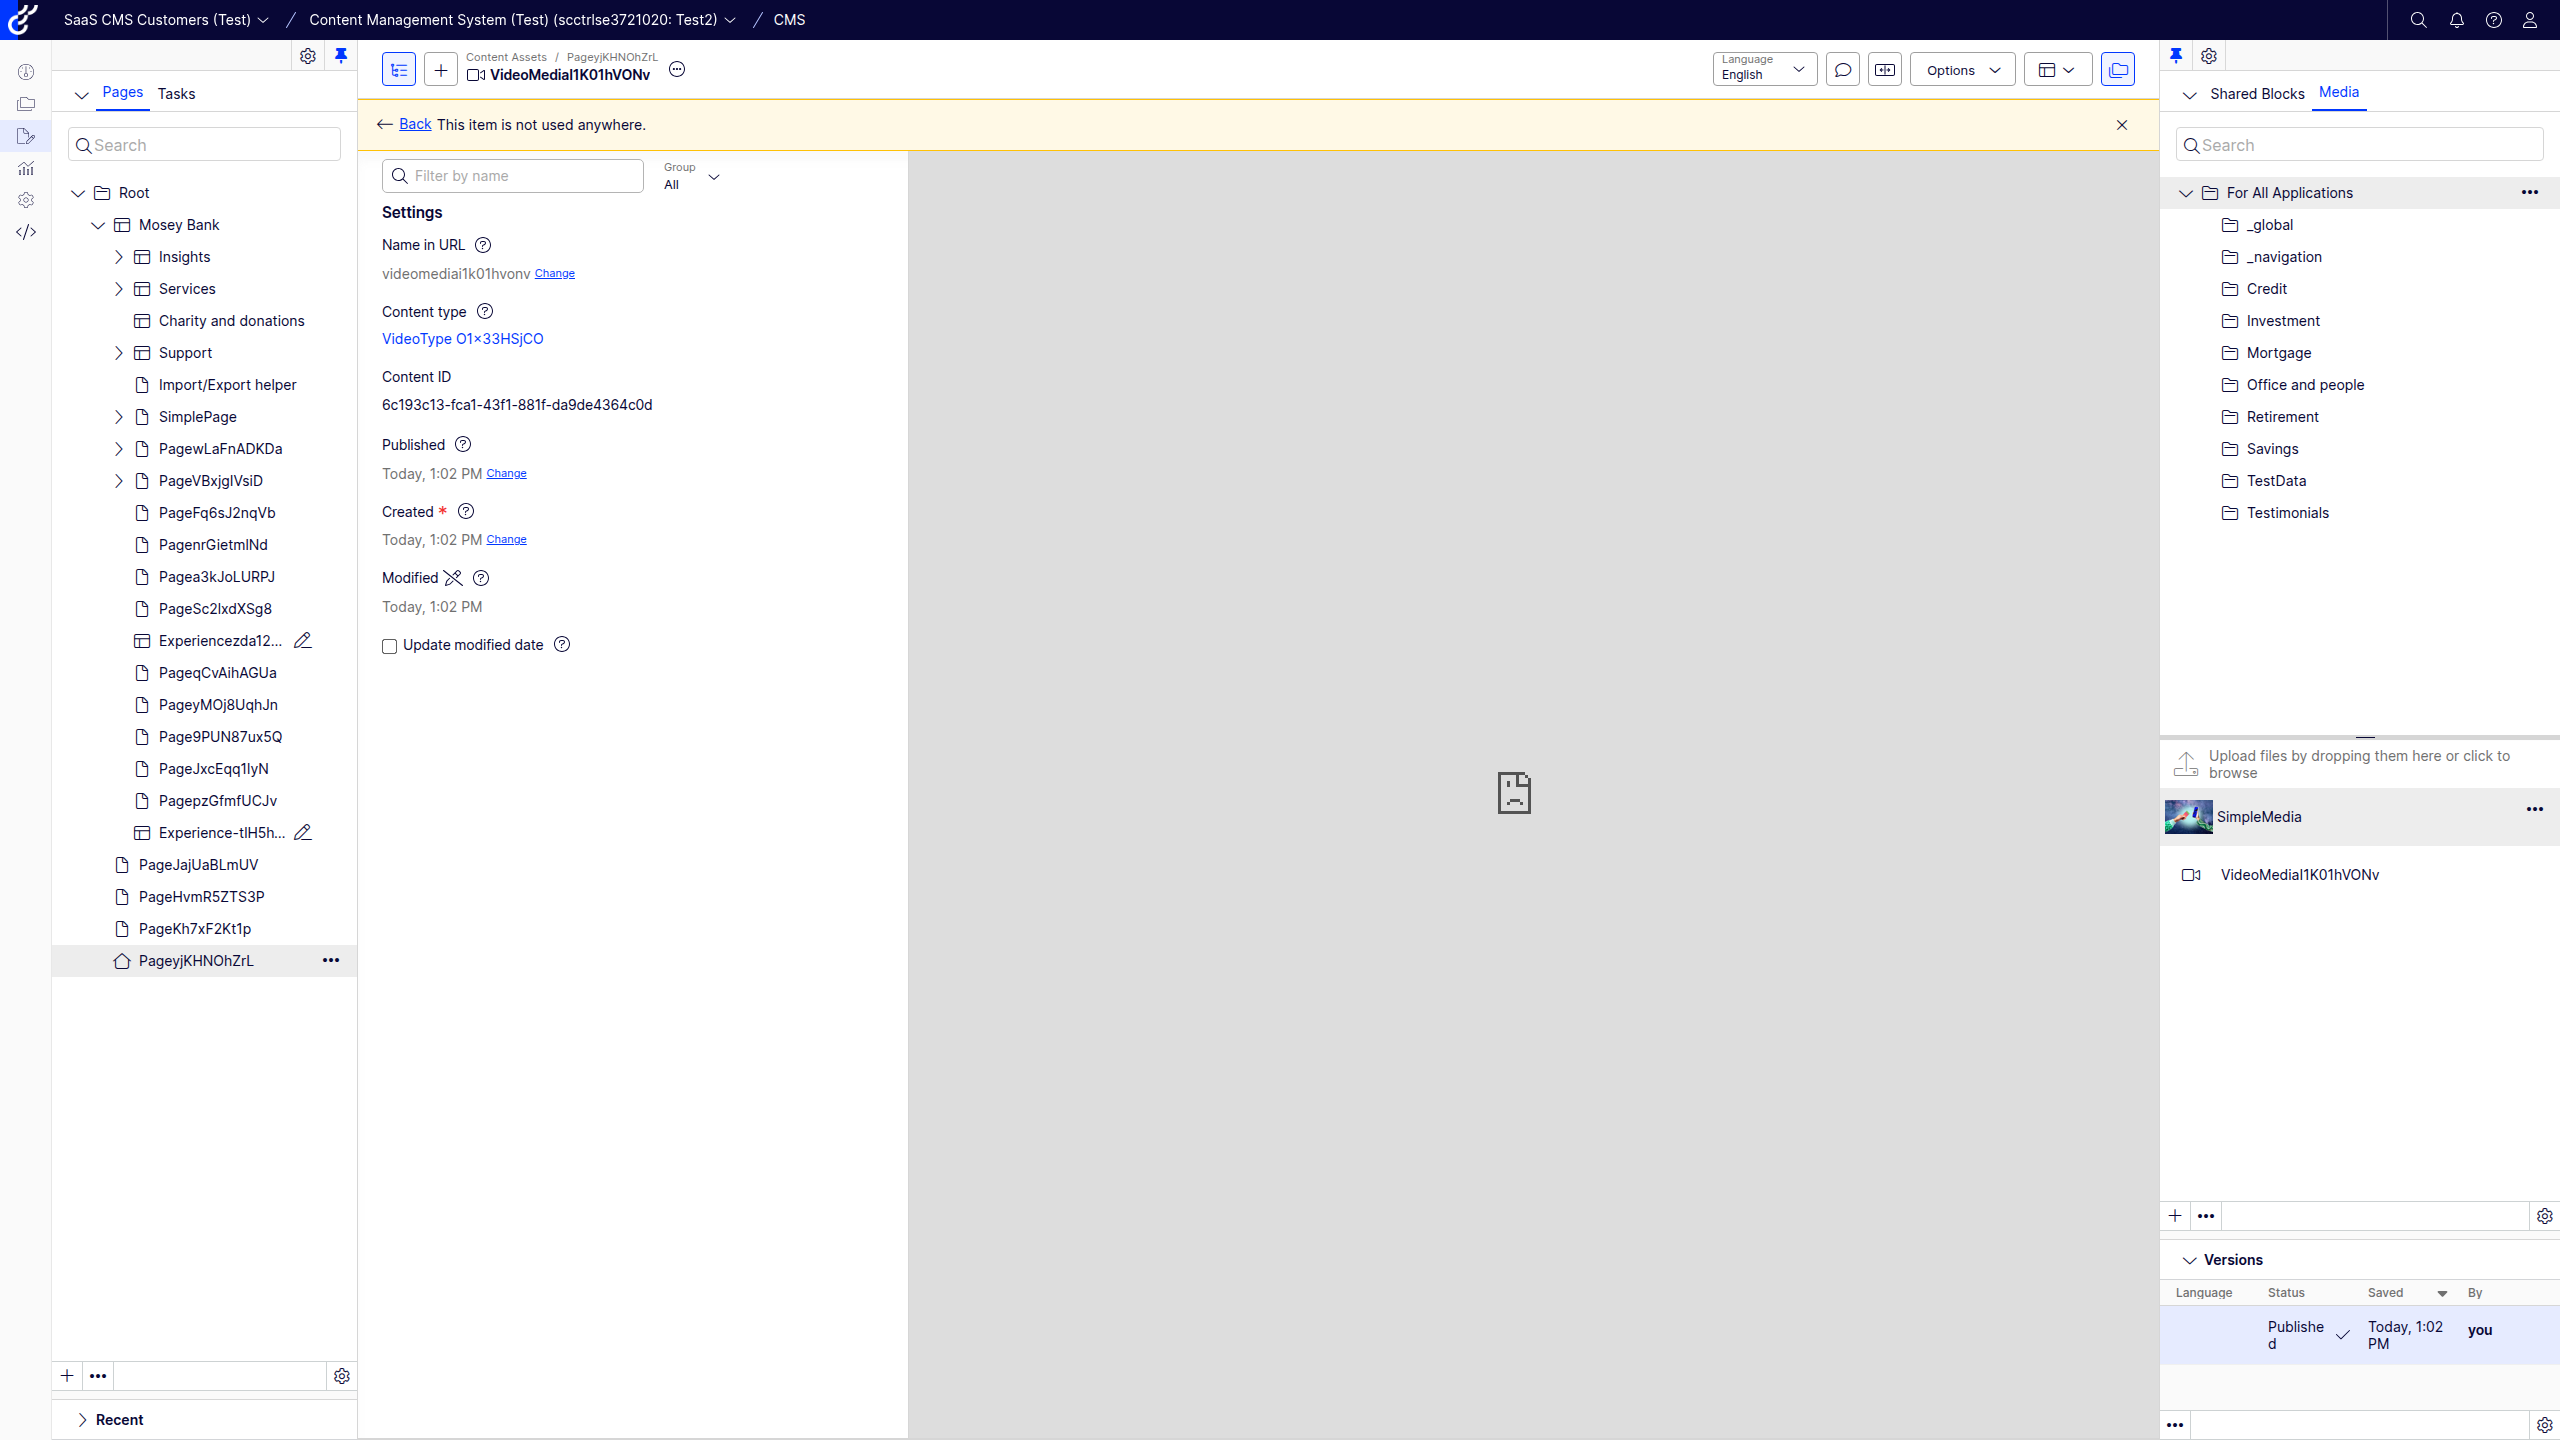 SaaS CMS Customers (Test)
Content Management System (Test) (scctrlse3721020: Test2)
CMS
Pages
Tasks
Search
Root
Mosey Bank
Insights
Services
Charity and donations
Support
Import/Export helper
SimplePage
PagewLaFnADKDa
PageVBxjglVsiD
PageFq6sJ2nqVb
PagenrGietmlNd
Pagea3kJoLURPJ
PageSc2lxdXSg8
Experiencezda12...
PageqCvAihAGUa
PageyMOj8UqhJn
Page9PUN87ux5Q
PageJxcEqq1lyN
PagepzGfmfUCJv
Experience-tlH5h...
PageJajUaBLmUV
PageHvmR5ZTS3P
PageKh7xF2Kt1p
PageyjKHNOhZrL
Recent
Content Assets / PageyjKHNOhZrL
VideoMediaI1K01hVONv
Language
English
Options
Back This item is not used anywhere.
Filter by name
Group
All
Settings
Name in URL
videomediai1k01hvonv Change
Content type
VideoType O1x33HSjCO
Content ID
6c193c13-fca1-43f1-881f-da9de4364c0d
Published
Today, 1:02 PM Change
Created *
Today, 1:02 PM Change
Modified
Today, 1:02 PM
Update modified date
Shared Blocks
Media
Search
For All Applications
_global
_navigation
Credit
Investment
Mortgage
Office and people
Retirement
Savings
TestData
Testimonials
Upload files by dropping them here or click to
browse
SimpleMedia
VideoMediaI1K01hVONv
Versions
Language Status Saved By
Publishe
d
Today, 1:02
PM
you